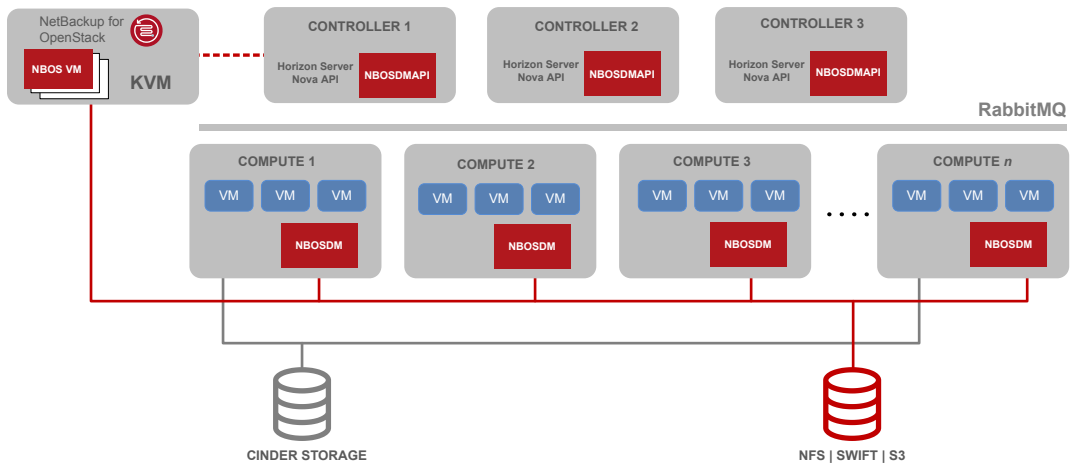 NetBackup for
OpenStack
NBOS VM
KVM
CONTROLLER 1
Horizon Server
Nova API
NBOSDMAPI
CONTROLLER 2
Horizon Server
Nova API
NBOSDMAPI
CONTROLLER 3
Horizon Server
Nova API
NBOSDMAPI
RabbitMQ
COMPUTE 1
VM VM VM
NBOSDM
COMPUTE 2
VM VM VM
NBOSDM
COMPUTE 3
VM VM VM
NBOSDM
. . . .
COMPUTE n
VM VM VM
NBOSDM
CINDER STORAGE
NFS | SWIFT | S3